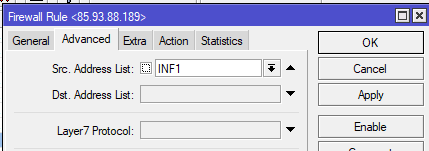 Firewall Rule <85.93.88.189>
General Advanced Extra Action Statistics
OK
Src. Address List: INF1
Cancel
Dst. Address List:
Apply
Layer7 Protocol:
Enable